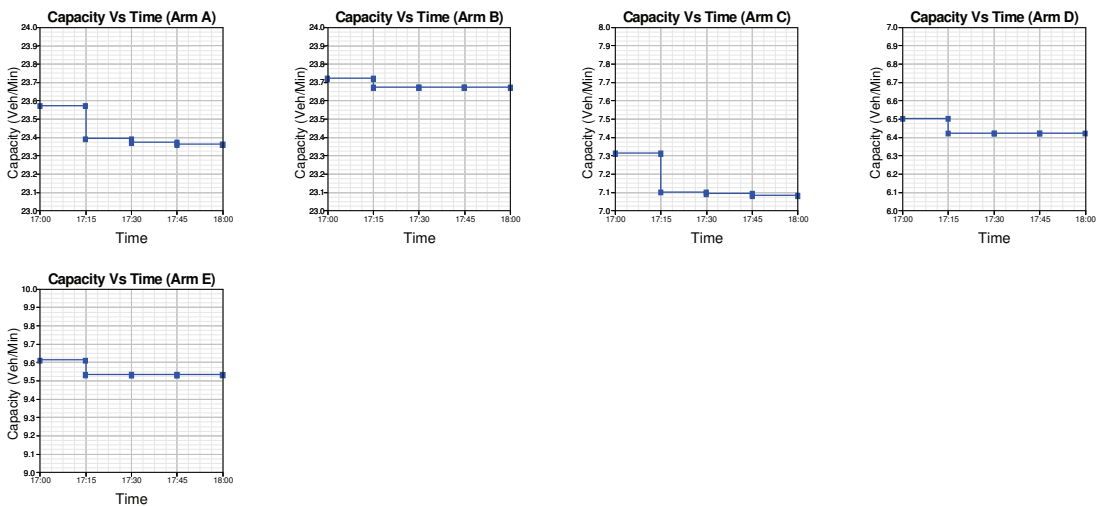 Capacity Vs Time (Arm A)
Capacity (Veh/Min)
24.0
23.9
23.8
23.7
23.6
23.5
23.4
23.3
23.2
23.1
23.0
17:00 17:15 17:30 17:45 18:00
Time
Capacity Vs Time (Arm B)
Capacity (Veh/Min)
24.0
23.9
23.8
23.7
23.6
23.5
23.4
23.3
23.2
23.1
23.0
17:00 17:15 17:30 17:45 18:00
Time
Capacity Vs Time (Arm C)
Capacity (Veh/Min)
8.0
7.9
7.8
7.7
7.6
7.5
7.4
7.3
7.2
7.1
7.0
17:00 17:15 17:30 17:45 18:00
Time
Capacity Vs Time (Arm D)
Capacity (Veh/Min)
7.0
6.9
6.8
6.7
6.6
6.5
6.4
6.3
6.2
6.1
6.0
17:00 17:15 17:30 17:45 18:00
Time
Capacity Vs Time (Arm E)
Capacity (Veh/Min)
10.0
9.9
9.8
9.7
9.6
9.5
9.4
9.3
9.2
9.1
9.0
17:00 17:15 17:30 17:45 18:00
Time